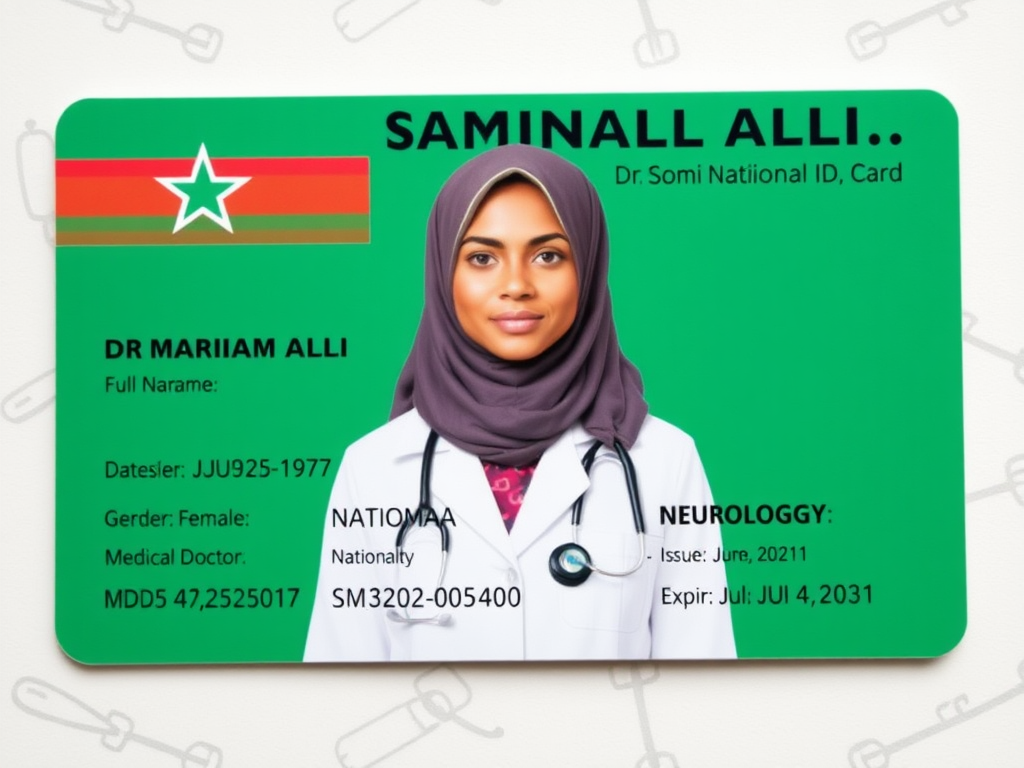 SAMINALL ALLI..
Dr. Somi Natiional ID, Card
DR MARIIAM ALLI
Full Narame:
Datesler: JJU925-1977
Gerder: Female:
NATIOMAA
NEUROLOGGY:
Medical Doctor:
Nationalty
- Issue: Jure, 20211
MDD5 47,2525017
SM3202-005400
Expir: Jul: JUI 4, 2031